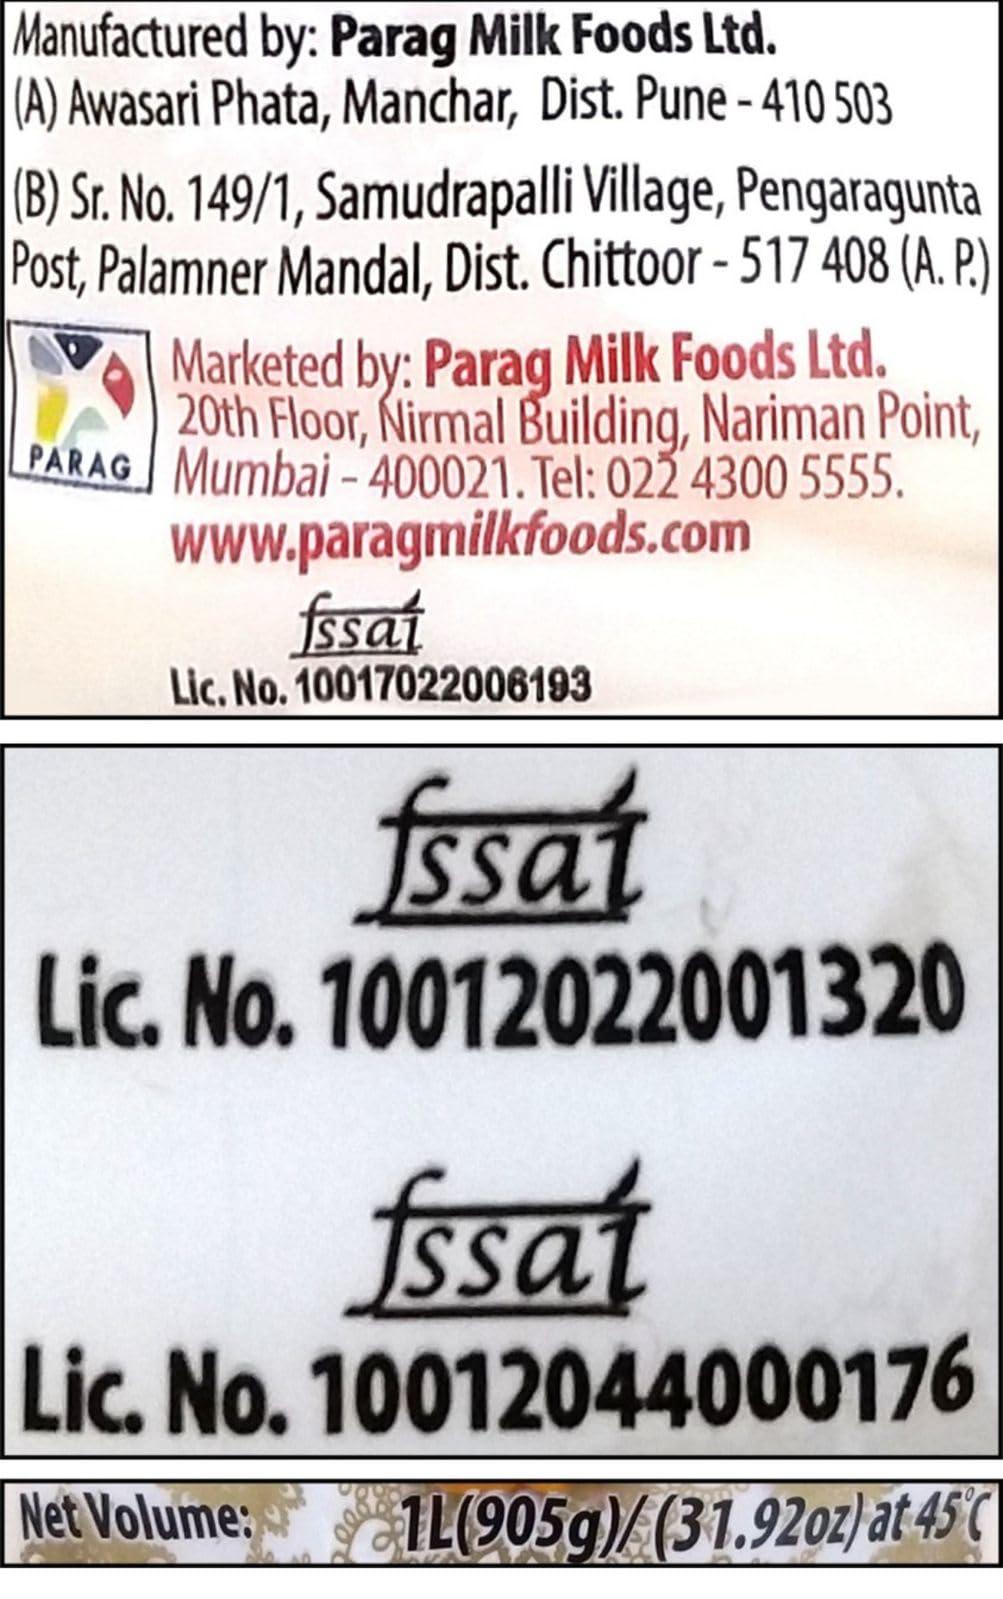 Manufactured by: Parag Milk Foods Ltd.
(A) Awasari Phata, Manchar, Dist. Pune - 410 503
(B) Sr. No. 149/1, Samudrapalli Village, Pengaragunta
Post, Palamner Mandal, Dist. Chittoor - 517 408 (A. P.)
PARAG
Marketed by: Parag Milk Foods Ltd.
20th Floor, Nirmal Building, Nariman Point,
Mumbai - 400021. Tel: 022 4300 5555.
www.paragmilkfoods.com
fssai
Lic. No. 10017022006193
fssai
Lic. No. 10012022001320
fssai
Lic. No. 10012044000176
Net Volume: 1L(905g)/(31.92oz) at 45°C